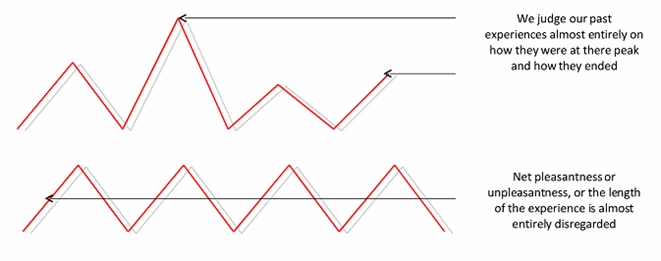 We judge our past
experiences almost entirely on
how they were at there peak
and how they ended
Net pleasantness or
unpleasantness, or the length
of the experience is almost
entirely disregarded